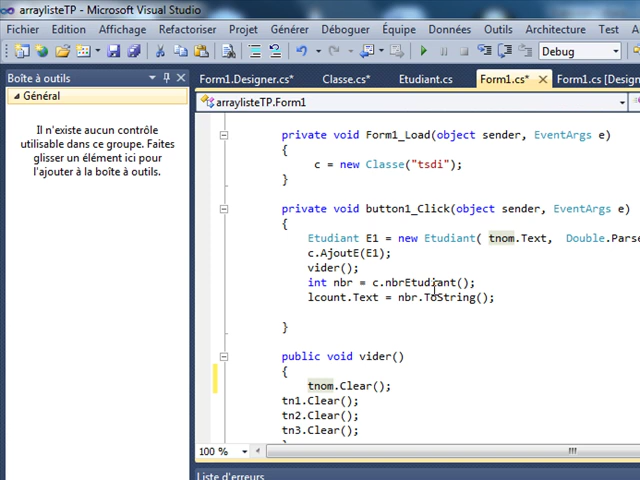 arraylisteTP - Microsoft Visual Studio
Fichier Edition Affichage Refactoriser Projet Générer Déboguer Équipe Données Outils Architecture Test
Debug
Boîte à outils
Form1.Designer.cs* Classe.cs* Etudiant.cs Form1.cs* Form1.cs [Desig
Général
arraylisteTP.Form1
Il n'existe aucun contrôle
utilisable dans ce groupe. Faites
glisser un élément ici pour
l'ajouter à la boîte à outils.
private void Form1_Load(object sender, EventArgs e)
{
c = new Classe("tsdi");
}
private void button1_Click(object sender, EventArgs e)
{
Etudiant E1 = new Etudiant( tnom.Text, Double.Parse
c.AjoutE(E1);
vider();
int nbr = c.nbrEtudiant();
lcount.Text = nbr.ToString();
}
public void vider()
{
tnom.Clear();
tn1.Clear();
tn2.Clear();
tn3.Clear();
100 %
Liste d'erreurs